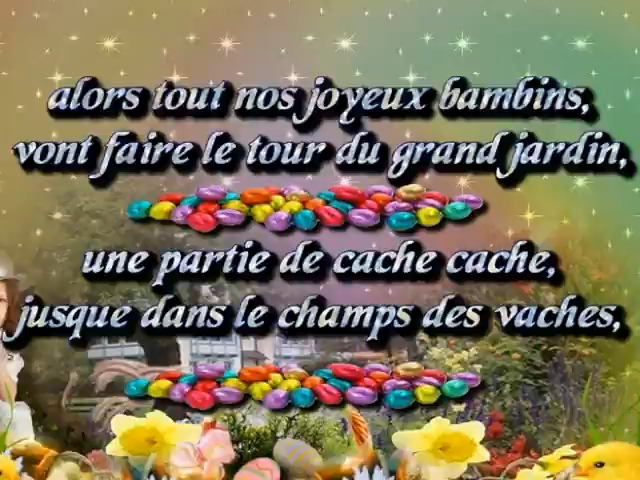 alors tout nos joyeux bambins,
vont faire le tour du grand jardin,
une partie de cache cache,
jusque dans le champs des vaches,